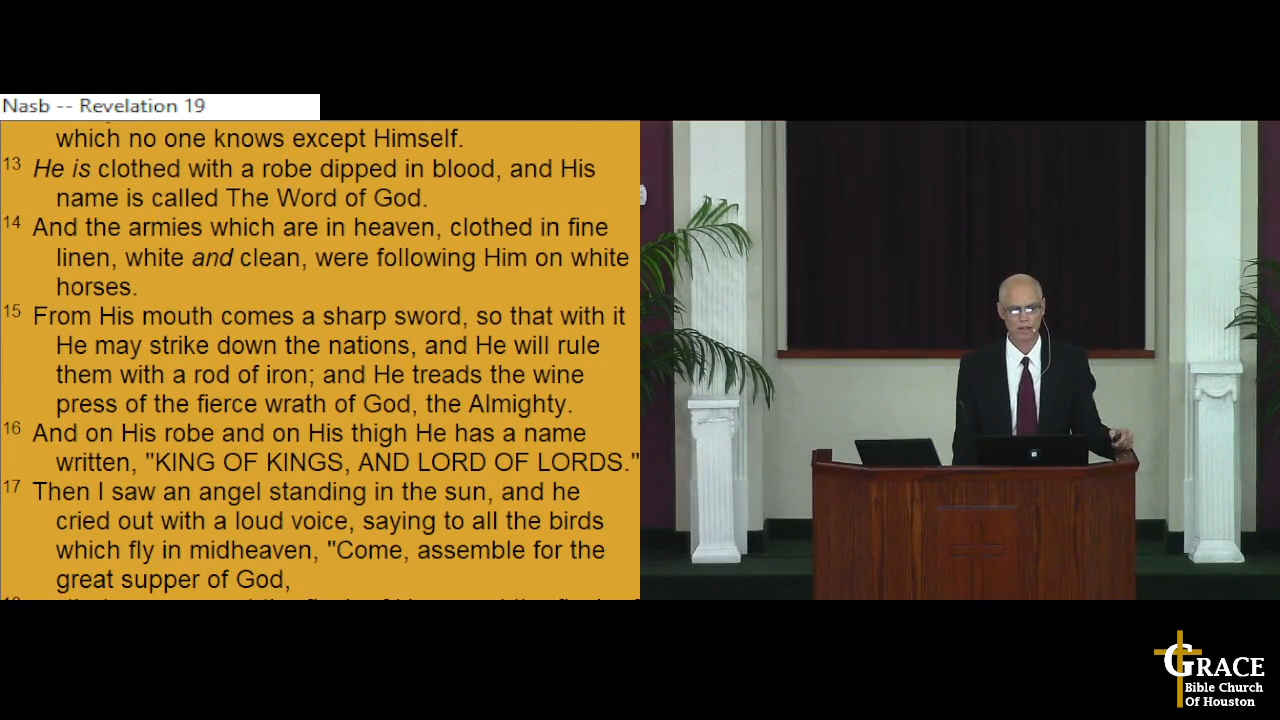 Nasb -- Revelation 19
which no one knows except Himself.
13 He is clothed with a robe dipped in blood, and His
name is called The Word of God.
14 And the armies which are in heaven, clothed in fine
linen, white and clean, were following Him on white
horses.
15 From His mouth comes a sharp sword, so that with it
He may strike down the nations, and He will rule
them with a rod of iron; and He treads the wine
press of the fierce wrath of God, the Almighty.
16 And on His robe and on His thigh He has a name
written, "KING OF KINGS, AND LORD OF LORDS."
17 Then I saw an angel standing in the sun, and he
cried out with a loud voice, saying to all the birds
which fly in midheaven, "Come, assemble for the
great supper of God,
GRACE
Bible Church
Of Houston